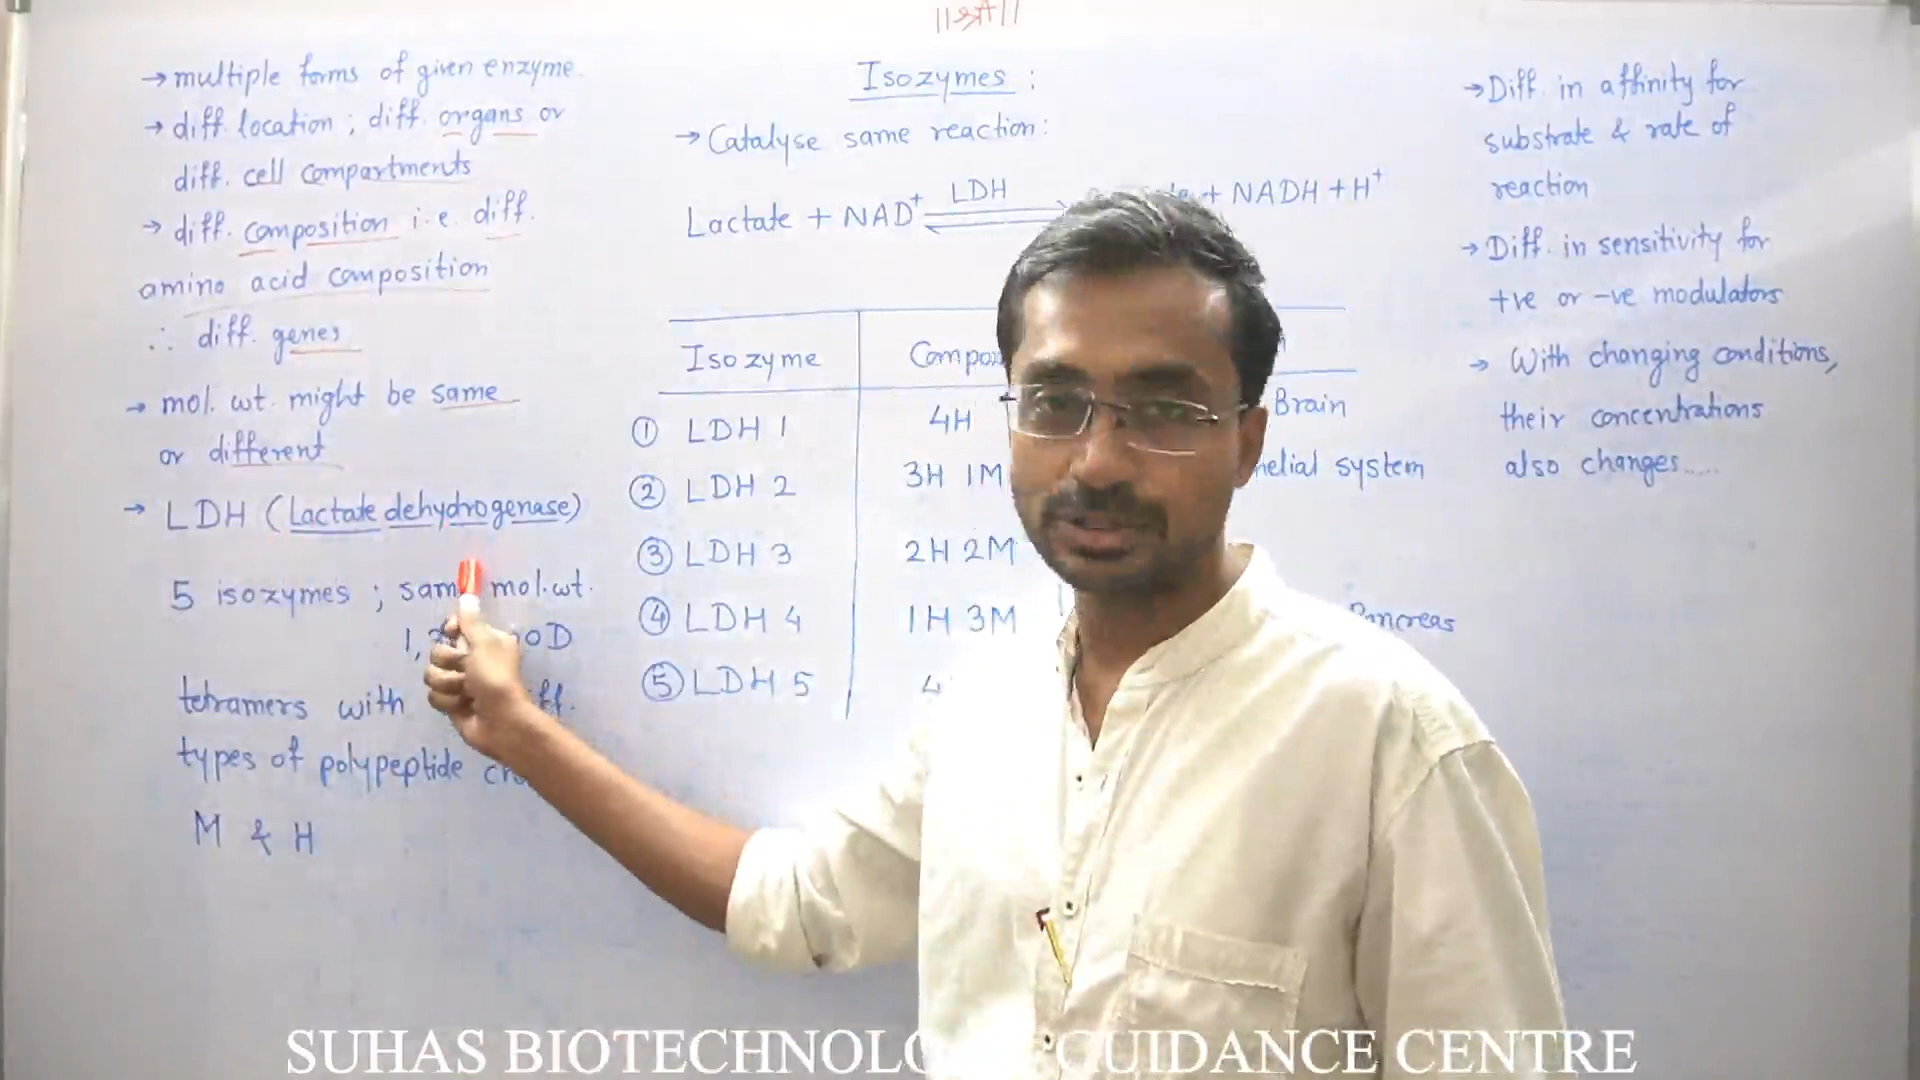 ||श्री||
→ multiple forms of given enzyme.
→ diff. location ; diff. organs or
diff. cell compartments
→ diff. composition i.e. diff.
amino acid composition
∴ diff. genes
→ mol. wt. might be same
or different
→ LDH (Lactate dehydrogenase)
5 isozymes ; sam mol.wt.
1, 0D
tetramers with ff.
types of polypeptide
M & H
Isozymes :
→ Catalyse same reaction :
Lactate + NAD⁺ LDH + NADH + H⁺
Isozyme
① LDH 1 4H Brain
② LDH 2 3H 1M system
③ LDH 3 2H 2M
④ LDH 4 1H 3M Pancreas
⑤ LDH 5 4
→ Diff. in affinity for
substrate & rate of
reaction
→ Diff. in sensitivity for
+ve or -ve modulators
→ With changing conditions,
their concentrations
also changes.....
SUHAS BIOTECHNOLO GUIDANCE CENTRE